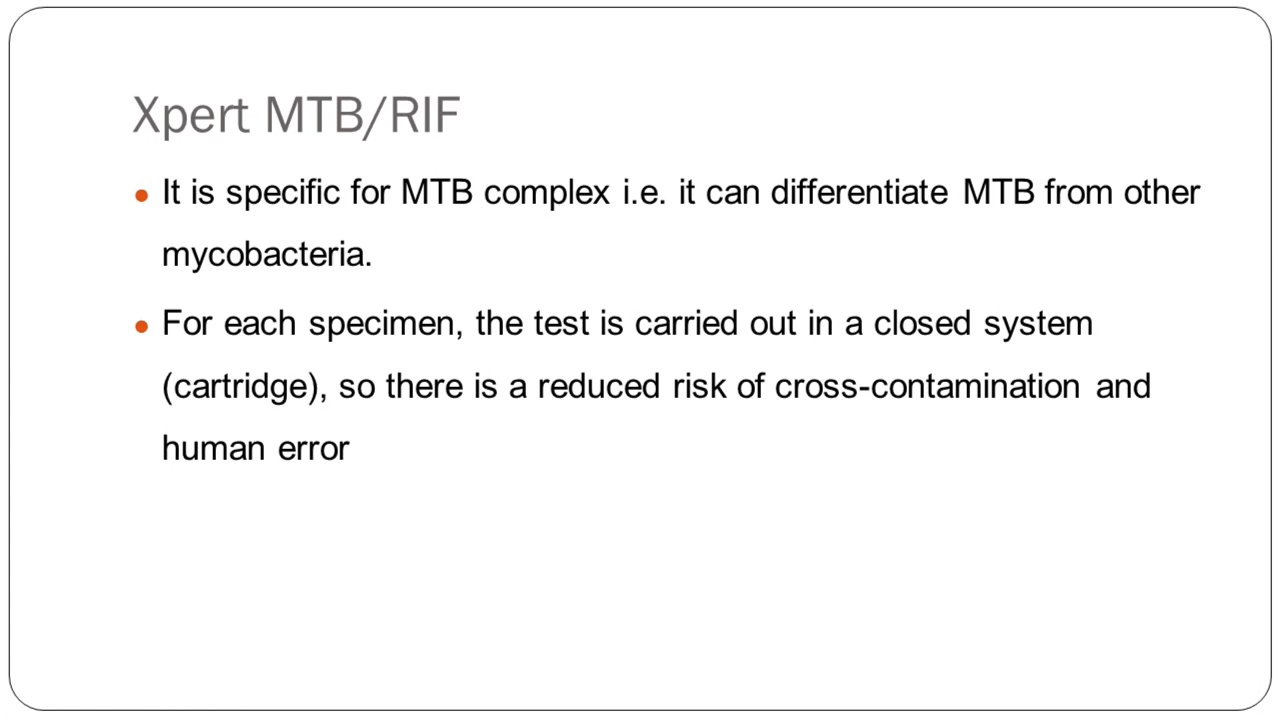 Xpert MTB/RIF
• It is specific for MTB complex i.e. it can differentiate MTB from other
mycobacteria.
• For each specimen, the test is carried out in a closed system
(cartridge), so there is a reduced risk of cross-contamination and
human error